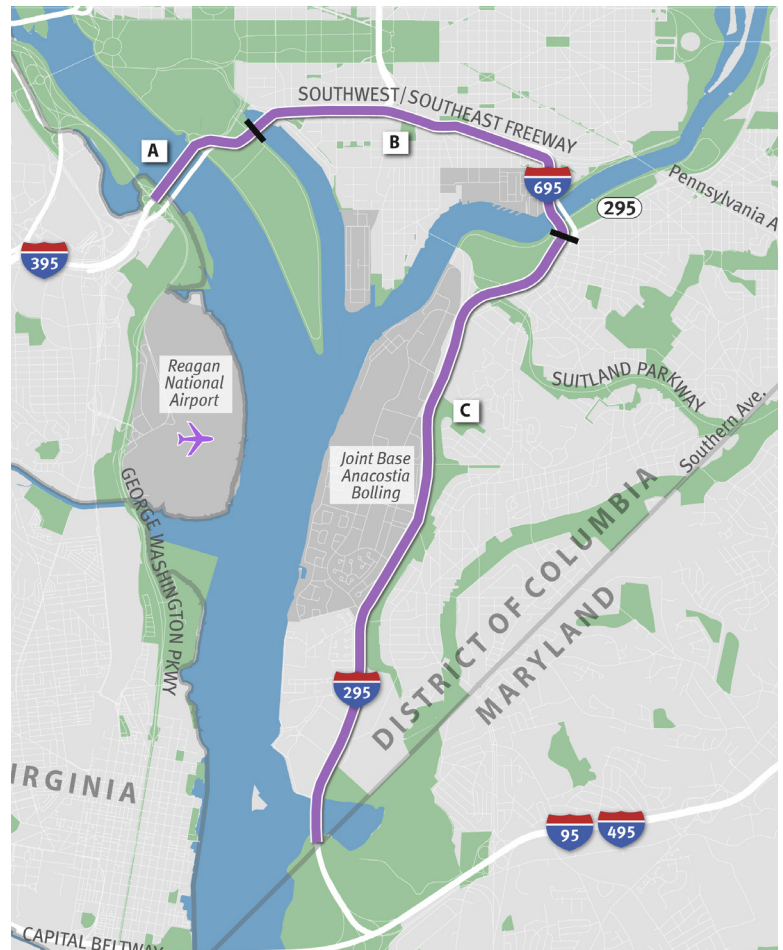 SOUTHWEST/SOUTHEAST FREEWAY
A
B
695
295
Pennsylvania A
395
Reagan
National
Airport
SUITLAND PARKWAY
C
Southern Ave.
Joint Base
Anacostia
Bolling
GEORGE WASHINGTON PKWY
DISTRICT OF COLUMBIA
MARYLAND
295
IRGINIA
95
495
CAPITAL BELTWAY